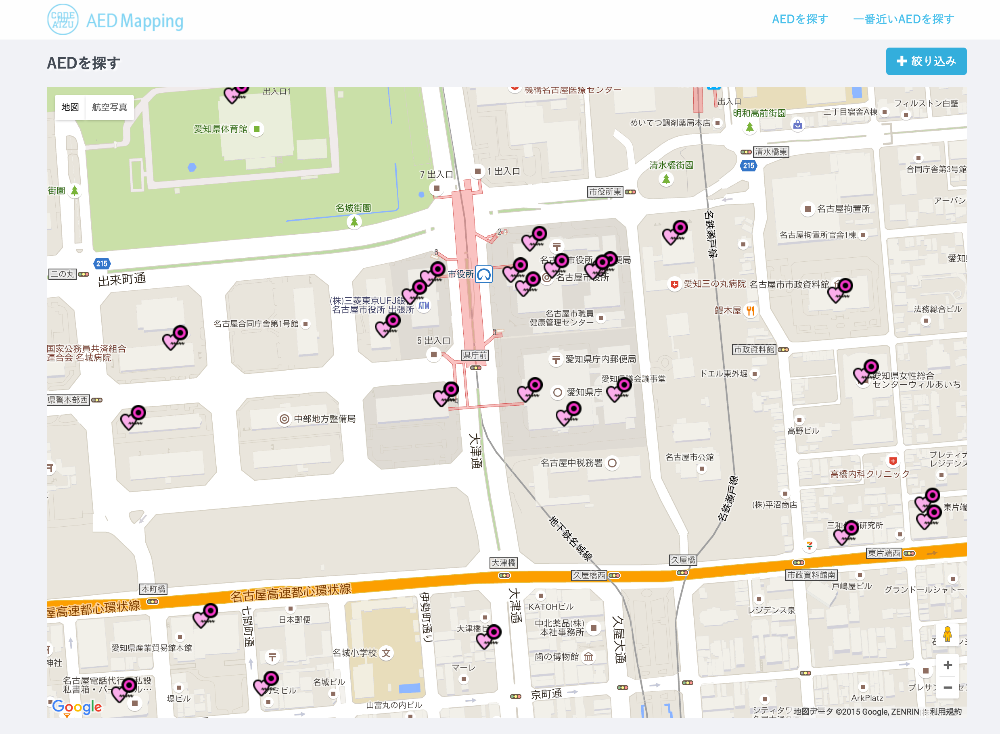 CODE for AIZU
AED Mapping
AEDを探す
一番近いAEDを探す
AEDを探す
絞り込み
地図
航空写真
出入口1
機構名古屋医療センター
出入口
フィルストン白壁
明和高前街園
二丁目宿舎A棟
めいてつ調剤薬局本店
愛知県体育館
清水橋東
215
清水橋街園
合同庁舎第3号館
7 出入口
1 出入口
街園
市役所東
アーバン
名城街園
名古屋拘置所
名鉄瀬戸線
2
名古屋拘置所官舎1棟
6
215
愛知
二の丸
出来町通
市役所
名古屋市役所
便局
名古屋市役所
愛知三の丸病院
名古屋市市政資料館
(株)三菱東京UFJ銀
名古屋市役所 出張所
ATM
法務総合ビル
鰻木屋
名古屋市職員
健康管理センター
名古屋合同庁舎第1号館
3
5 出入口
国家公務員共済組合
連合会 名城病院
県庁前
市政資料館
愛知県庁内郵便局
ドエル東外堀
愛知県議会議事堂
愛知県女性総合
センターウィルあいち
愛知県庁
県警本部西
4
中部地方整備局
高野ビル
大津通
名古屋中税務署
名古屋市公館
プレティナ
レジデンス
高橋内科クリニック
名鉄瀬戸線
(株)平沼商店
東片端
地下鉄名城線
三和
研究所
東片端西
大津橋
久屋橋
久屋橋西
市政資料館南
戸嶋屋ビル
グランドールシャトー
本町橋
名古屋高速都心環状線
屋高速都心環状線
大津通
伊勢町通り
七間町通
KATOHビル
レジデンス泉
日本郵便
中北薬品(株)
本社事務所
久屋大通
大津橋ビ
愛知県産業貿易館本館
名城小学校
文
歯の博物館
神社
マーレ
名古屋電話代行
私設
私書箱・バー
ル…
名城ビル
ガミビル
堤ビル
京町通
プレサン
セ
ArkPlatz
山富丸の内ビル
シティタワ
Google
地図データ ©2015 Google, ZENRIN
利用規約